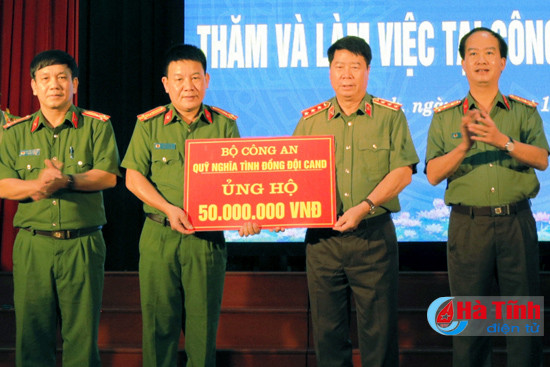 THĂM VÀ LÀM VIỆC TẠI CÔNG
BỘ CÔNG AN
QUỸ NGHĨA TÌNH ĐỒNG ĐỘI CAND
ỦNG HỘ
50.000.000 VNĐ
Hà Tĩnh
điện tử